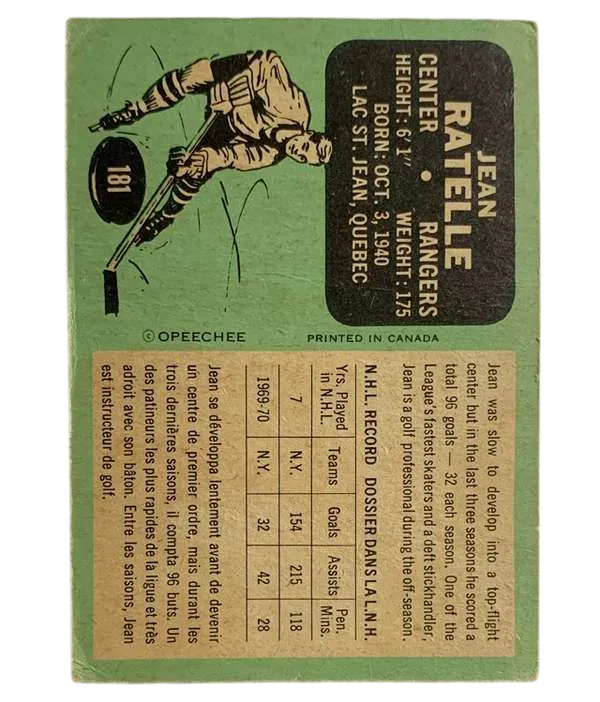 JEAN
RATELLE
CENTER • RANGERS
HEIGHT: 6'1" WEIGHT: 175
BORN: OCT. 3, 1940
LAC ST. JEAN, QUEBEC
181
© OPEECHEE PRINTED IN CANADA
Jean was slow to develop into a top-flight
center but in the last three seasons he scored a
total 96 goals — 32 each season. One of the
League's fastest skaters and a deft stickhandler,
Jean is a golf professional during the off-season.
N.H.L. RECORD DOSSIER DANS LA L.N.H.
Yrs. Played in N.H.L. Teams Goals Assists Pen. Mins.
7 N.Y. 154 215 118
1969-70 N.Y. 32 42 28
Jean se développa lentement avant de devenir
un centre de premier ordre, mais durant les
trois dernières saisons, il compta 96 buts. Un
des patineurs les plus rapides de la ligue et très
adroit avec son bâton. Entre les saisons, Jean
est instructeur de golf.